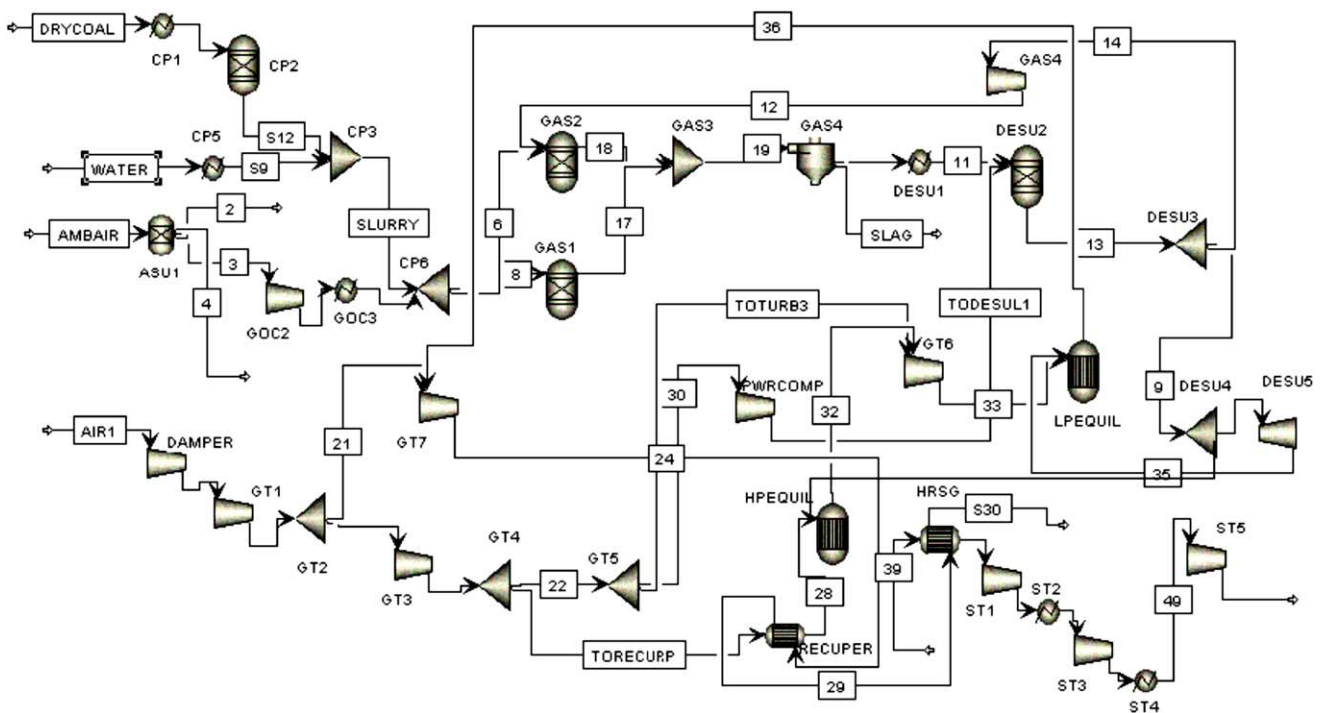 DRYCOAL
CP1
CP2
36
14
GAS4
12
S12
CP3
CP5
WATER
S9
GAS2
18
GAS3
19
GAS4
DESU2
11
DESU1
2
AMBAIR
ASU1
3
4
SLURRY
6
17
SLAG
DESU3
13
CP6
8
GAS1
GOC2
GOC3
TOTURB3
TODESUL1
GT6
30
PWRCOMP
32
33
LPEQUIL
9
DESU4
DESU5
AIR1
DAMPER
21
GT7
24
35
GT1
HPEQUIL
HRSG
S30
GT2
GT4
GT5
ST5
GT3
22
39
28
ST1
ST2
49
TORECURP
RECUPER
29
ST3
ST4